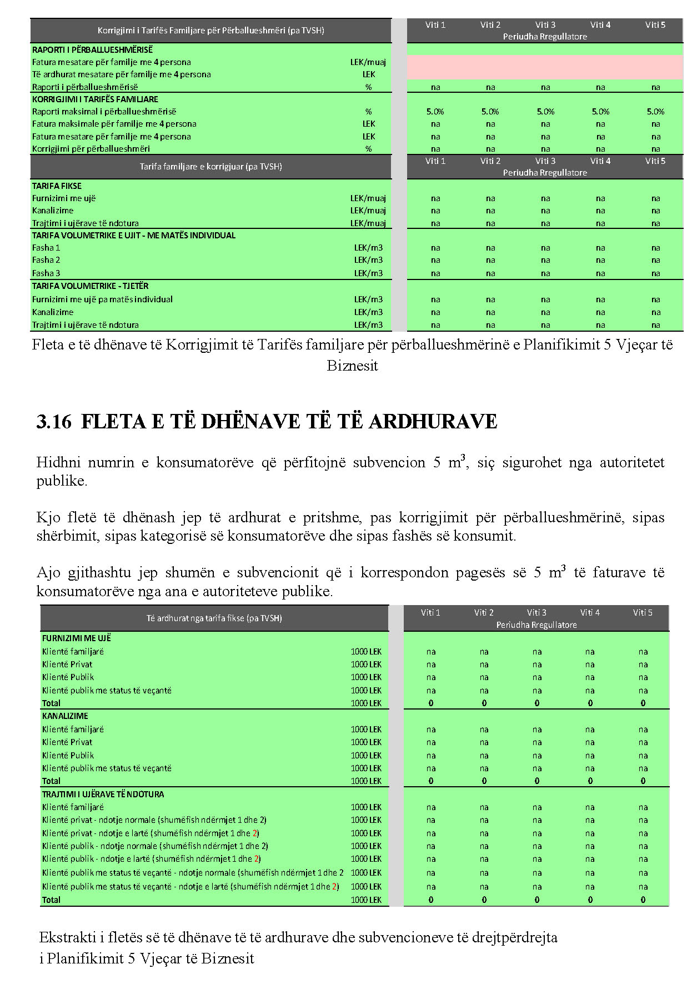 Korrigjimi i Tarifës Familjare për Përballueshmëri (pa TVSH) Viti 1 Viti 2 Viti 3 Viti 4 Viti 5
Periudha Rregullatore
RAPORTI I PËRBALLUESHMËRISË
Fatura mesatare për familje me 4 persona LEK/muaj
Të ardhurat mesatare për familje me 4 persona LEK
Raporti i përballueshmërisë % na na na na na
KORRIGJIMI I TARIFËS FAMILJARE
Raporti maksimal i përballueshmërisë % 5.0% 5.0% 5.0% 5.0% 5.0%
Fatura maksimale për familje me 4 persona LEK na na na na na
Fatura mesatare për familje me 4 persona LEK na na na na na
Korrigjimi për përballueshmëri % na na na na na
Tarifa familjare e korrigjuar (pa TVSH) Viti 1 Viti 2 Viti 3 Viti 4 Viti 5
Periudha Rregullatore
TARIFA FIKSE
Furnizimi me ujë LEK/muaj na na na na na
Kanalizime LEK/muaj na na na na na
Trajtimi i ujërave të ndotura LEK/muaj na na na na na
TARIFA VOLUMETRIKE E UJIT - ME MATËS INDIVIDUAL
Fasha 1 LEK/m3 na na na na na
Fasha 2 LEK/m3 na na na na na
Fasha 3 LEK/m3 na na na na na
TARIFA VOLUMETRIKE - TJETËR
Furnizimi me ujë pa matës individual LEK/m3 na na na na na
Kanalizime LEK/m3 na na na na na
Trajtimi i ujërave të ndotura LEK/m3 na na na na na
Fleta e të dhënave të Korrigjimit të Tarifës familjare për përballueshmërinë e Planifikimit 5 Vjeçar të
Biznesit
3.16 FLETA E TË DHËNAVE TË TË ARDHURAVE
Hidhni numrin e konsumatorëve që përfitojnë subvencion 5 m³, siç sigurohet nga autoritetet
publike.
Kjo fletë të dhënash jep të ardhurat e pritshme, pas korrigjimit për përballueshmërinë, sipas
shërbimit, sipas kategorisë së konsumatorëve dhe sipas fashës së konsumit.
Ajo gjithashtu jep shumën e subvencionit që i korrespondon pagesës së 5 m³ të faturave të
konsumatorëve nga ana e autoriteteve publike.
Të ardhurat nga tarifa fikse (pa TVSH) Viti 1 Viti 2 Viti 3 Viti 4 Viti 5
Periudha Rregullatore
FURNIZIMI ME UJË
Klientë familjarë 1000 LEK na na na na na
Klientë Privat 1000 LEK na na na na na
Klientë Publik 1000 LEK na na na na na
Klientë publik me status të veçantë 1000 LEK na na na na na
Total 1000 LEK 0 0 0 0 0
KANALIZIME
Klientë familjarë 1000 LEK na na na na na
Klientë Privat 1000 LEK na na na na na
Klientë Publik 1000 LEK na na na na na
Klientë publik me status të veçantë 1000 LEK na na na na na
Total 1000 LEK 0 0 0 0 0
TRAJTIMI I UJËRAVE TË NDOTURA
Klientë familjarë 1000 LEK na na na na na
Klientë privat - ndotje normale (shumëfish ndërmjet 1 dhe 2) 1000 LEK na na na na na
Klientë privat - ndotje e lartë (shumëfish ndërmjet 1 dhe 2) 1000 LEK na na na na na
Klientë publik - ndotje normale (shumëfish ndërmjet 1 dhe 2) 1000 LEK na na na na na
Klientë publik - ndotje e lartë (shumëfish ndërmjet 1 dhe 2) 1000 LEK na na na na na
Klientë publik me status të veçantë - ndotje normale (shumëfish ndërmjet 1 dhe 2 1000 LEK na na na na na
Klientë publik me status të veçantë - ndotje e lartë (shumëfish ndërmjet 1 dhe 2) 1000 LEK na na na na na
Total 1000 LEK 0 0 0 0 0
Ekstrakti i fletës së të dhënave të të ardhurave dhe subvencioneve të drejtpërdrejta
i Planifikimit 5 Vjeçar të Biznesit